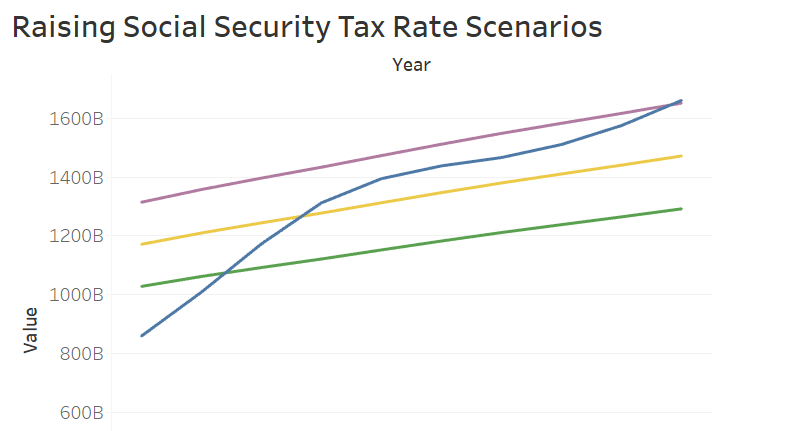 Raising Social Security Tax Rate Scenarios
Year
1600B
1400B
1200B
1000B
800B
600B
Value